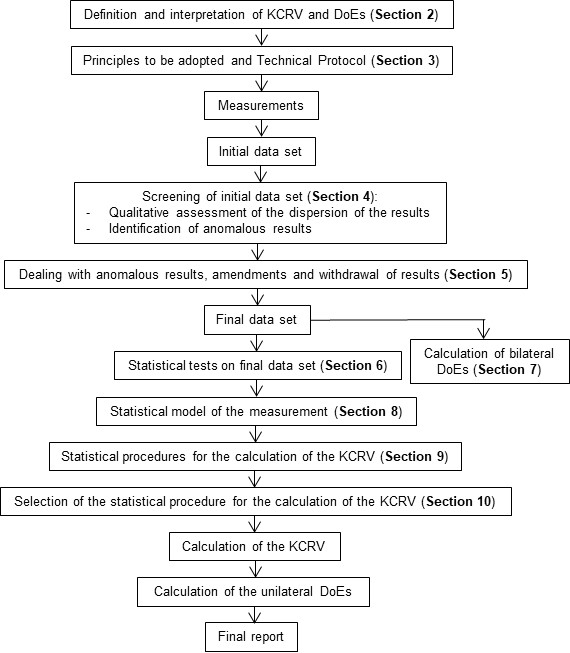 Definition and interpretation of KCRV and DoEs (Section 2)
Principles to be adopted and Technical Protocol (Section 3)
Measurements
Initial data set
Screening of initial data set (Section 4):
- Qualitative assessment of the dispersion of the results
- Identification of anomalous results
Dealing with anomalous results, amendments and withdrawal of results (Section 5)
Final data set
Calculation of bilateral
DoEs (Section 7)
Statistical tests on final data set (Section 6)
Statistical model of the measurement (Section 8)
Statistical procedures for the calculation of the KCRV (Section 9)
Selection of the statistical procedure for the calculation of the KCRV (Section 10)
Calculation of the KCRV
Calculation of the unilateral DoEs
Final report